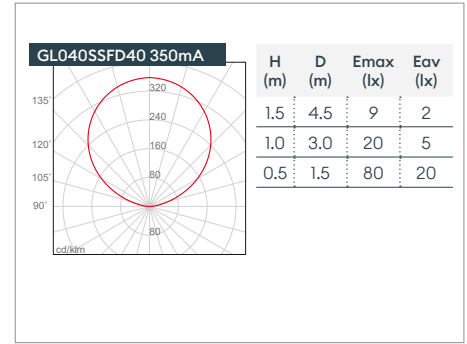 GL040SSFD40 350mA
320
135°
240
120°
160
105°
80
90°
80
cd/klm
H D Emax Eav
(m) (m) (lx) (lx)
1.5 4.5 9 2
1.0 3.0 20 5
0.5 1.5 80 20